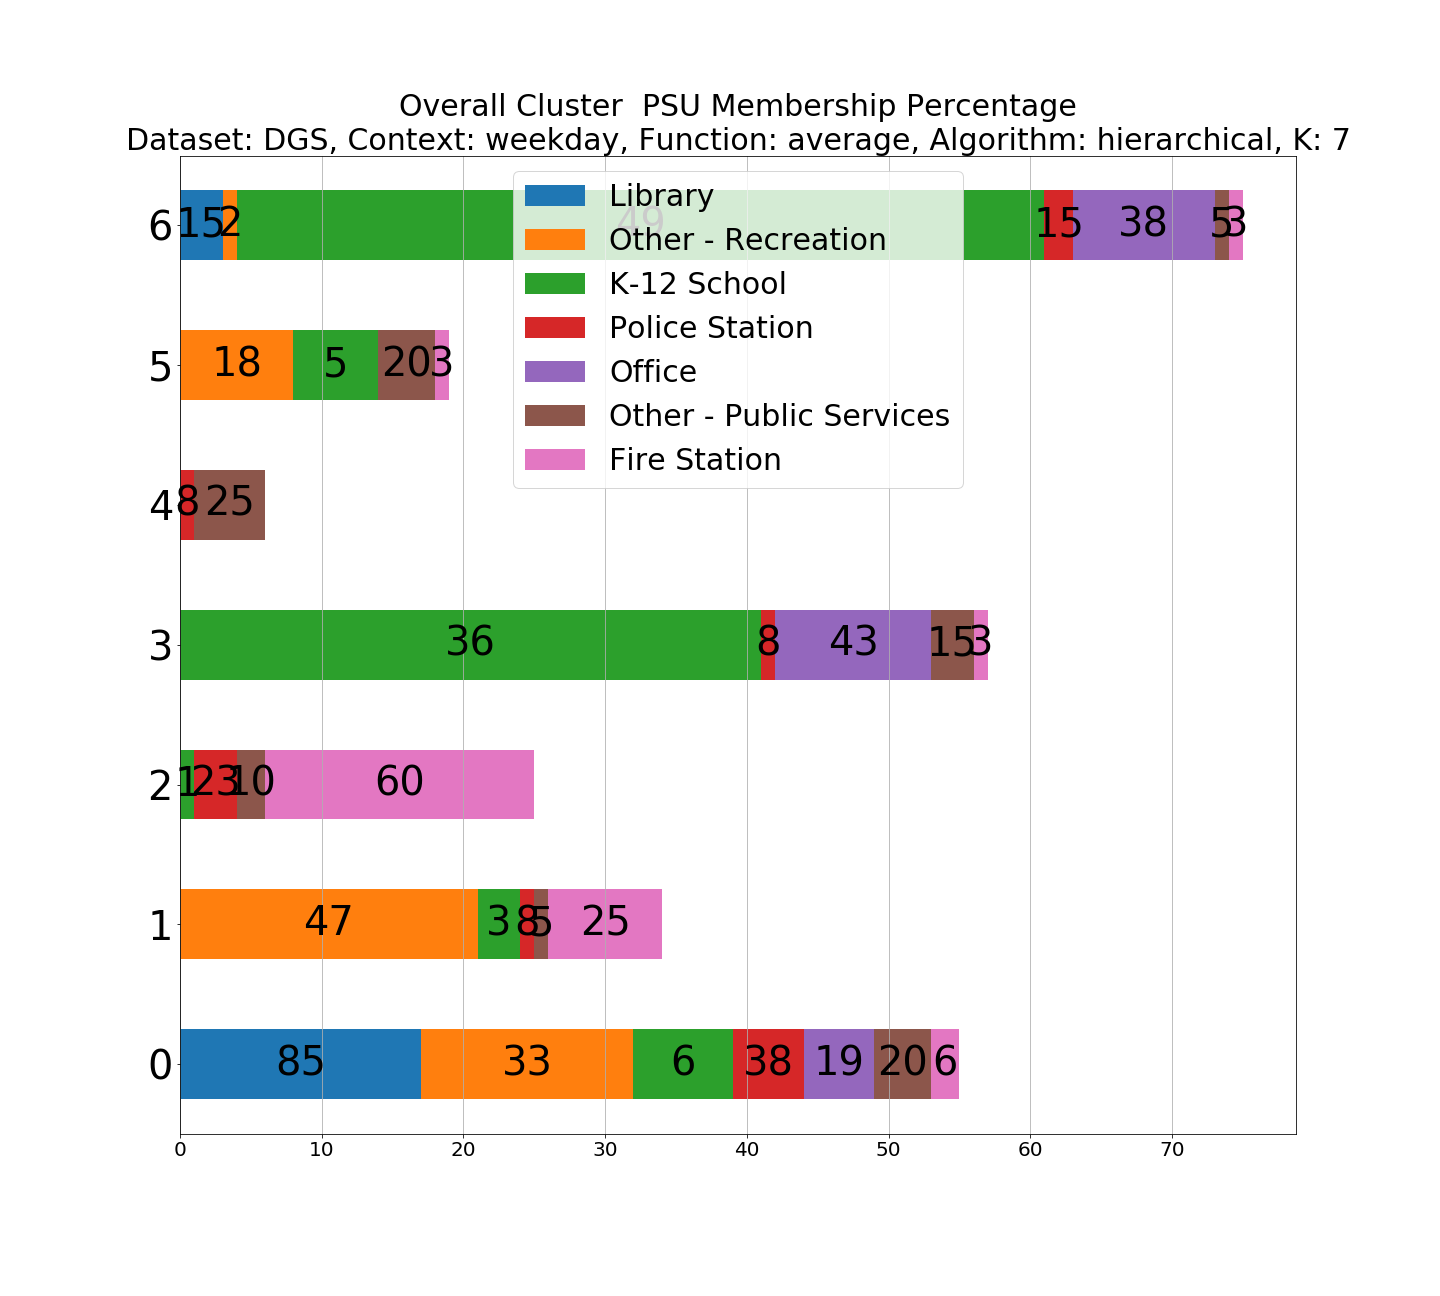 Overall Cluster  PSU Membership Percentage
Dataset: DGS, Context: weekday, Function: average, Algorithm: hierarchical, K: 7
Library
Other - Recreation
K-12 School
Police Station
Office
Other - Public Services
Fire Station
6 15 2 49 15 38 5 3
5 18 5 20 3
4 8 25
3 36 8 43 15 3
2 1 23 10 60
1 47 3 8 5 25
0 85 33 6 38 19 20 6
0 10 20 30 40 50 60 70